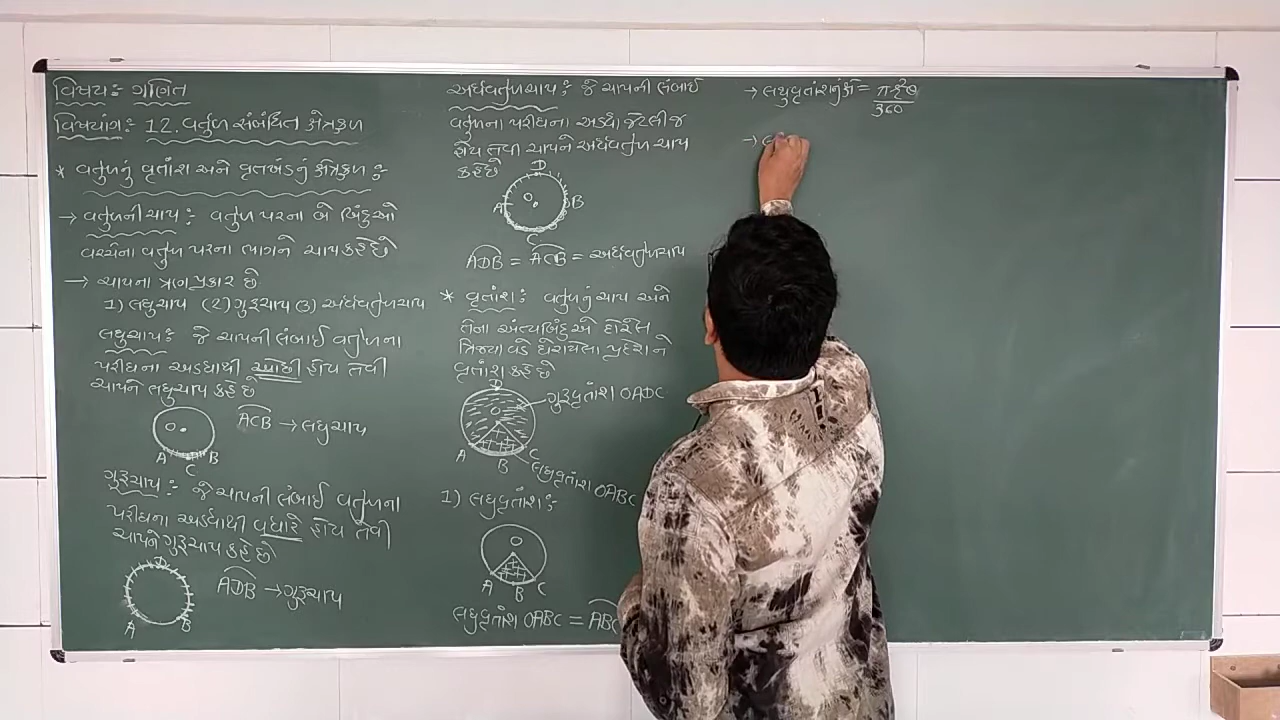 વિષય: ગણિત
વિષયાંગ: 12. વર્તુળ સંબંધિત ક્ષેત્રફળ
* વર્તુળનું વૃતાંશ અને વૃતખંડનું ક્ષેત્રફળ :-
→ વર્તુળની ચાપ :- વર્તુળ પરના બે બિંદુઓ
વચ્ચેના વર્તુળ પરના ભાગને ચાપ કહે છે
→ ચાપના ત્રણ પ્રકાર છે
1) લઘુચાપ (2) ગુરૂચાપ (3) અર્ધવર્તુળચાપ
લઘુચાપ :- જે ચાપની લંબાઈ વર્તુળના
પરીઘના અડધાથી ઓછી હોય તેવી
ચાપને લઘુચાપ કહે છે
O
A C B
ACB → લઘુચાપ
ગુરૂચાપ :- જે ચાપની લંબાઈ વર્તુળના
પરીઘના અડધાથી વધારે હોય તેવી
ચાપને ગુરૂચાપ કહે છે
D
A B
ADB → ગુરૂચાપ
અર્ધવર્તુળચાપ :- જે ચાપની લંબાઈ
વર્તુળના પરીઘના અડધા જેટલી જ
હોય તેવી ચાપને અર્ધવર્તુળ ચાપ
કહે છે
D
A O B
C
ADB = ACB = અર્ધવર્તુળચાપ
* વૃતાંશ : વર્તુળનું ચાપ અને
તેના અંત્યબિંદુઓ દોરેલ
ત્રિજ્યા વડે ઘેરાયેલા પ્રદેશને
વૃતાંશ કહે છે
D
ગુરૂવૃતાંશ OADC
O
A B C
લઘુવૃતાંશ OABC
1) લઘુવૃતાંશ :-
O
A B C
લઘુવૃતાંશ OABC = ABC
→ લઘુવૃતાંશનું ક્ષે = πr²θ
360
→ લ